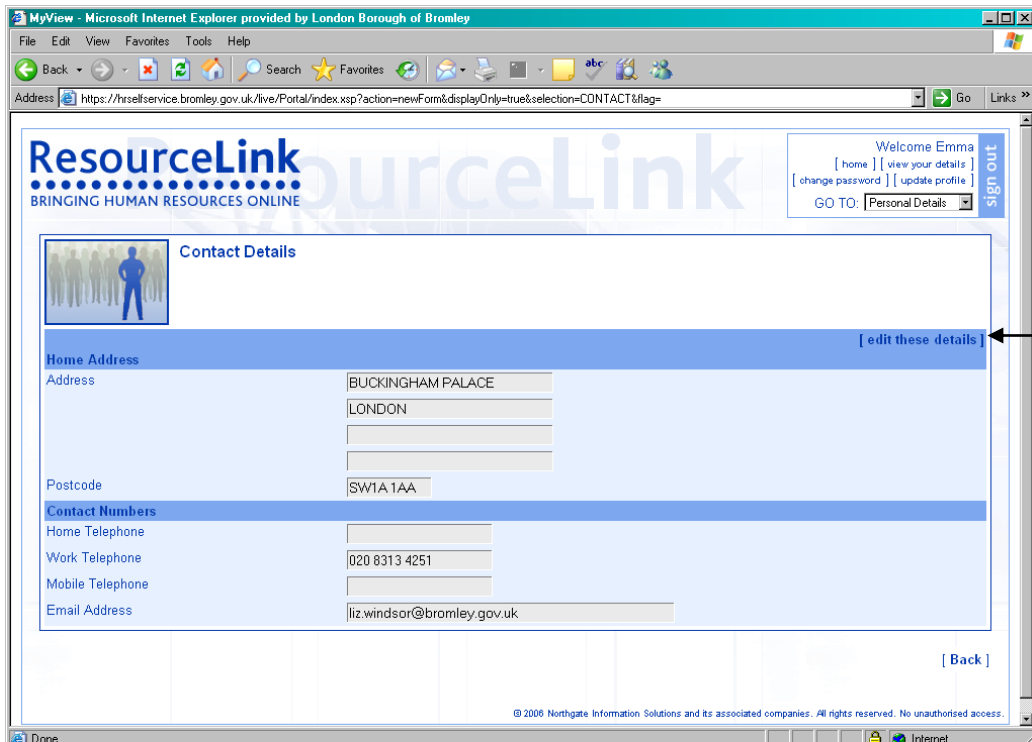 MyView - Microsoft Internet Explorer provided by London Borough of Bromley
File Edit View Favorites Tools Help
Back Search Favorites
Address https://hrselfservice.bromley.gov.uk/live/Portal/index.xsp?action=newForm&displayOnly=true&selection=CONTACT&flag= Go Links »
ResourceLink
ResourceLink
BRINGING HUMAN RESOURCES ONLINE
Welcome Emma
[ home ] [ view your details ]
[ change password ] [ update profile ]
GO TO: Personal Details
sign out
Contact Details
[ edit these details ]
Home Address
Address BUCKINGHAM PALACE
LONDON
Postcode SW1A 1AA
Contact Numbers
Home Telephone
Work Telephone 020 8313 4251
Mobile Telephone
Email Address liz.windsor@bromley.gov.uk
[ Back ]
© 2006 Northgate Information Solutions and its associated companies. All rights reserved. No unauthorised access.
Done Internet